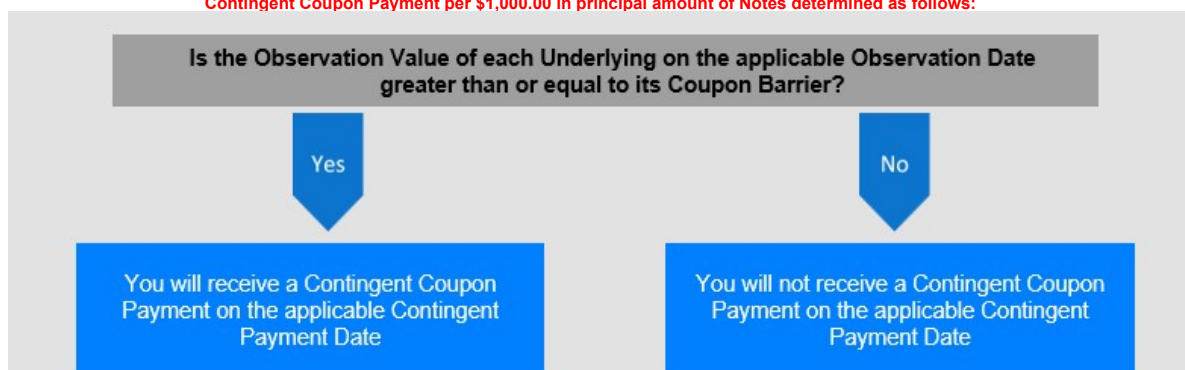 Contingent Coupon Payment per $1,000.00 in principal amount of Notes determined as follows:
Is the Observation Value of each Underlying on the applicable Observation Date
greater than or equal to its Coupon Barrier?
Yes
No
You will receive a Contingent Coupon
Payment on the applicable Contingent
Payment Date
You will not receive a Contingent Coupon
Payment on the applicable Contingent
Payment Date